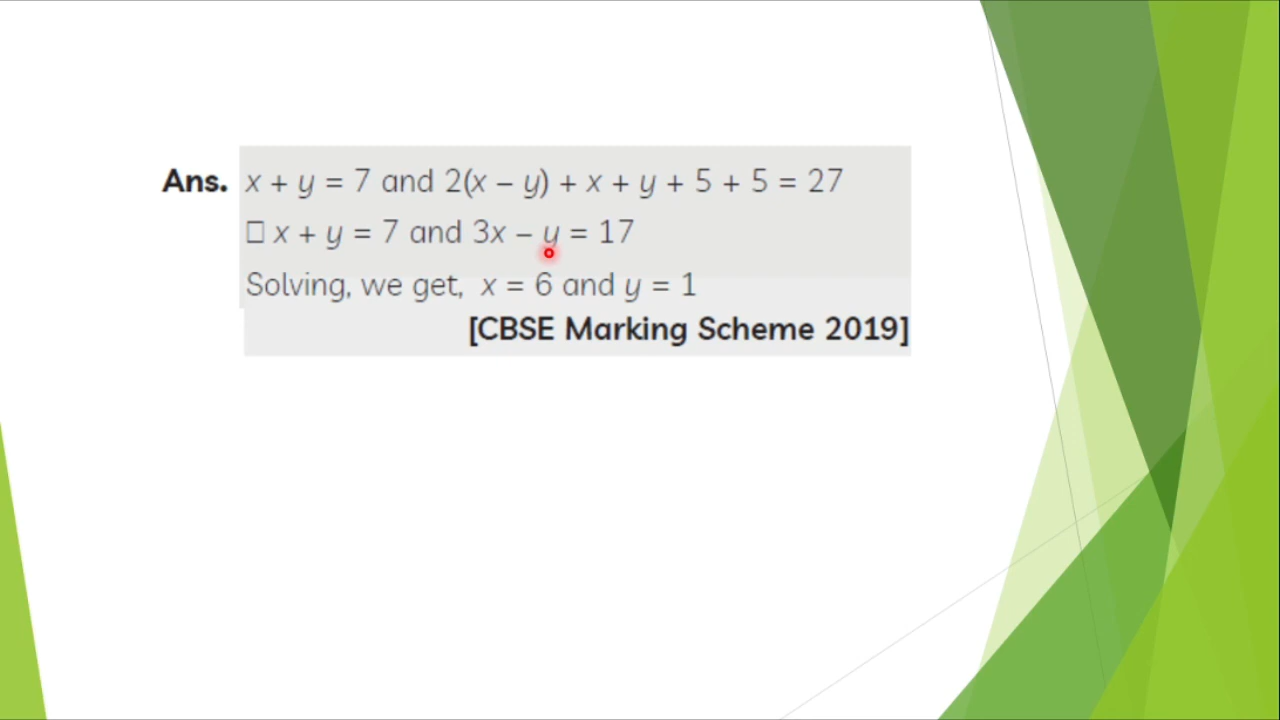 Ans. x + y = 7 and 2(x – y) + x + y + 5 + 5 = 27
□ x + y = 7 and 3x – y = 17
Solving, we get, x = 6 and y = 1
[CBSE Marking Scheme 2019]